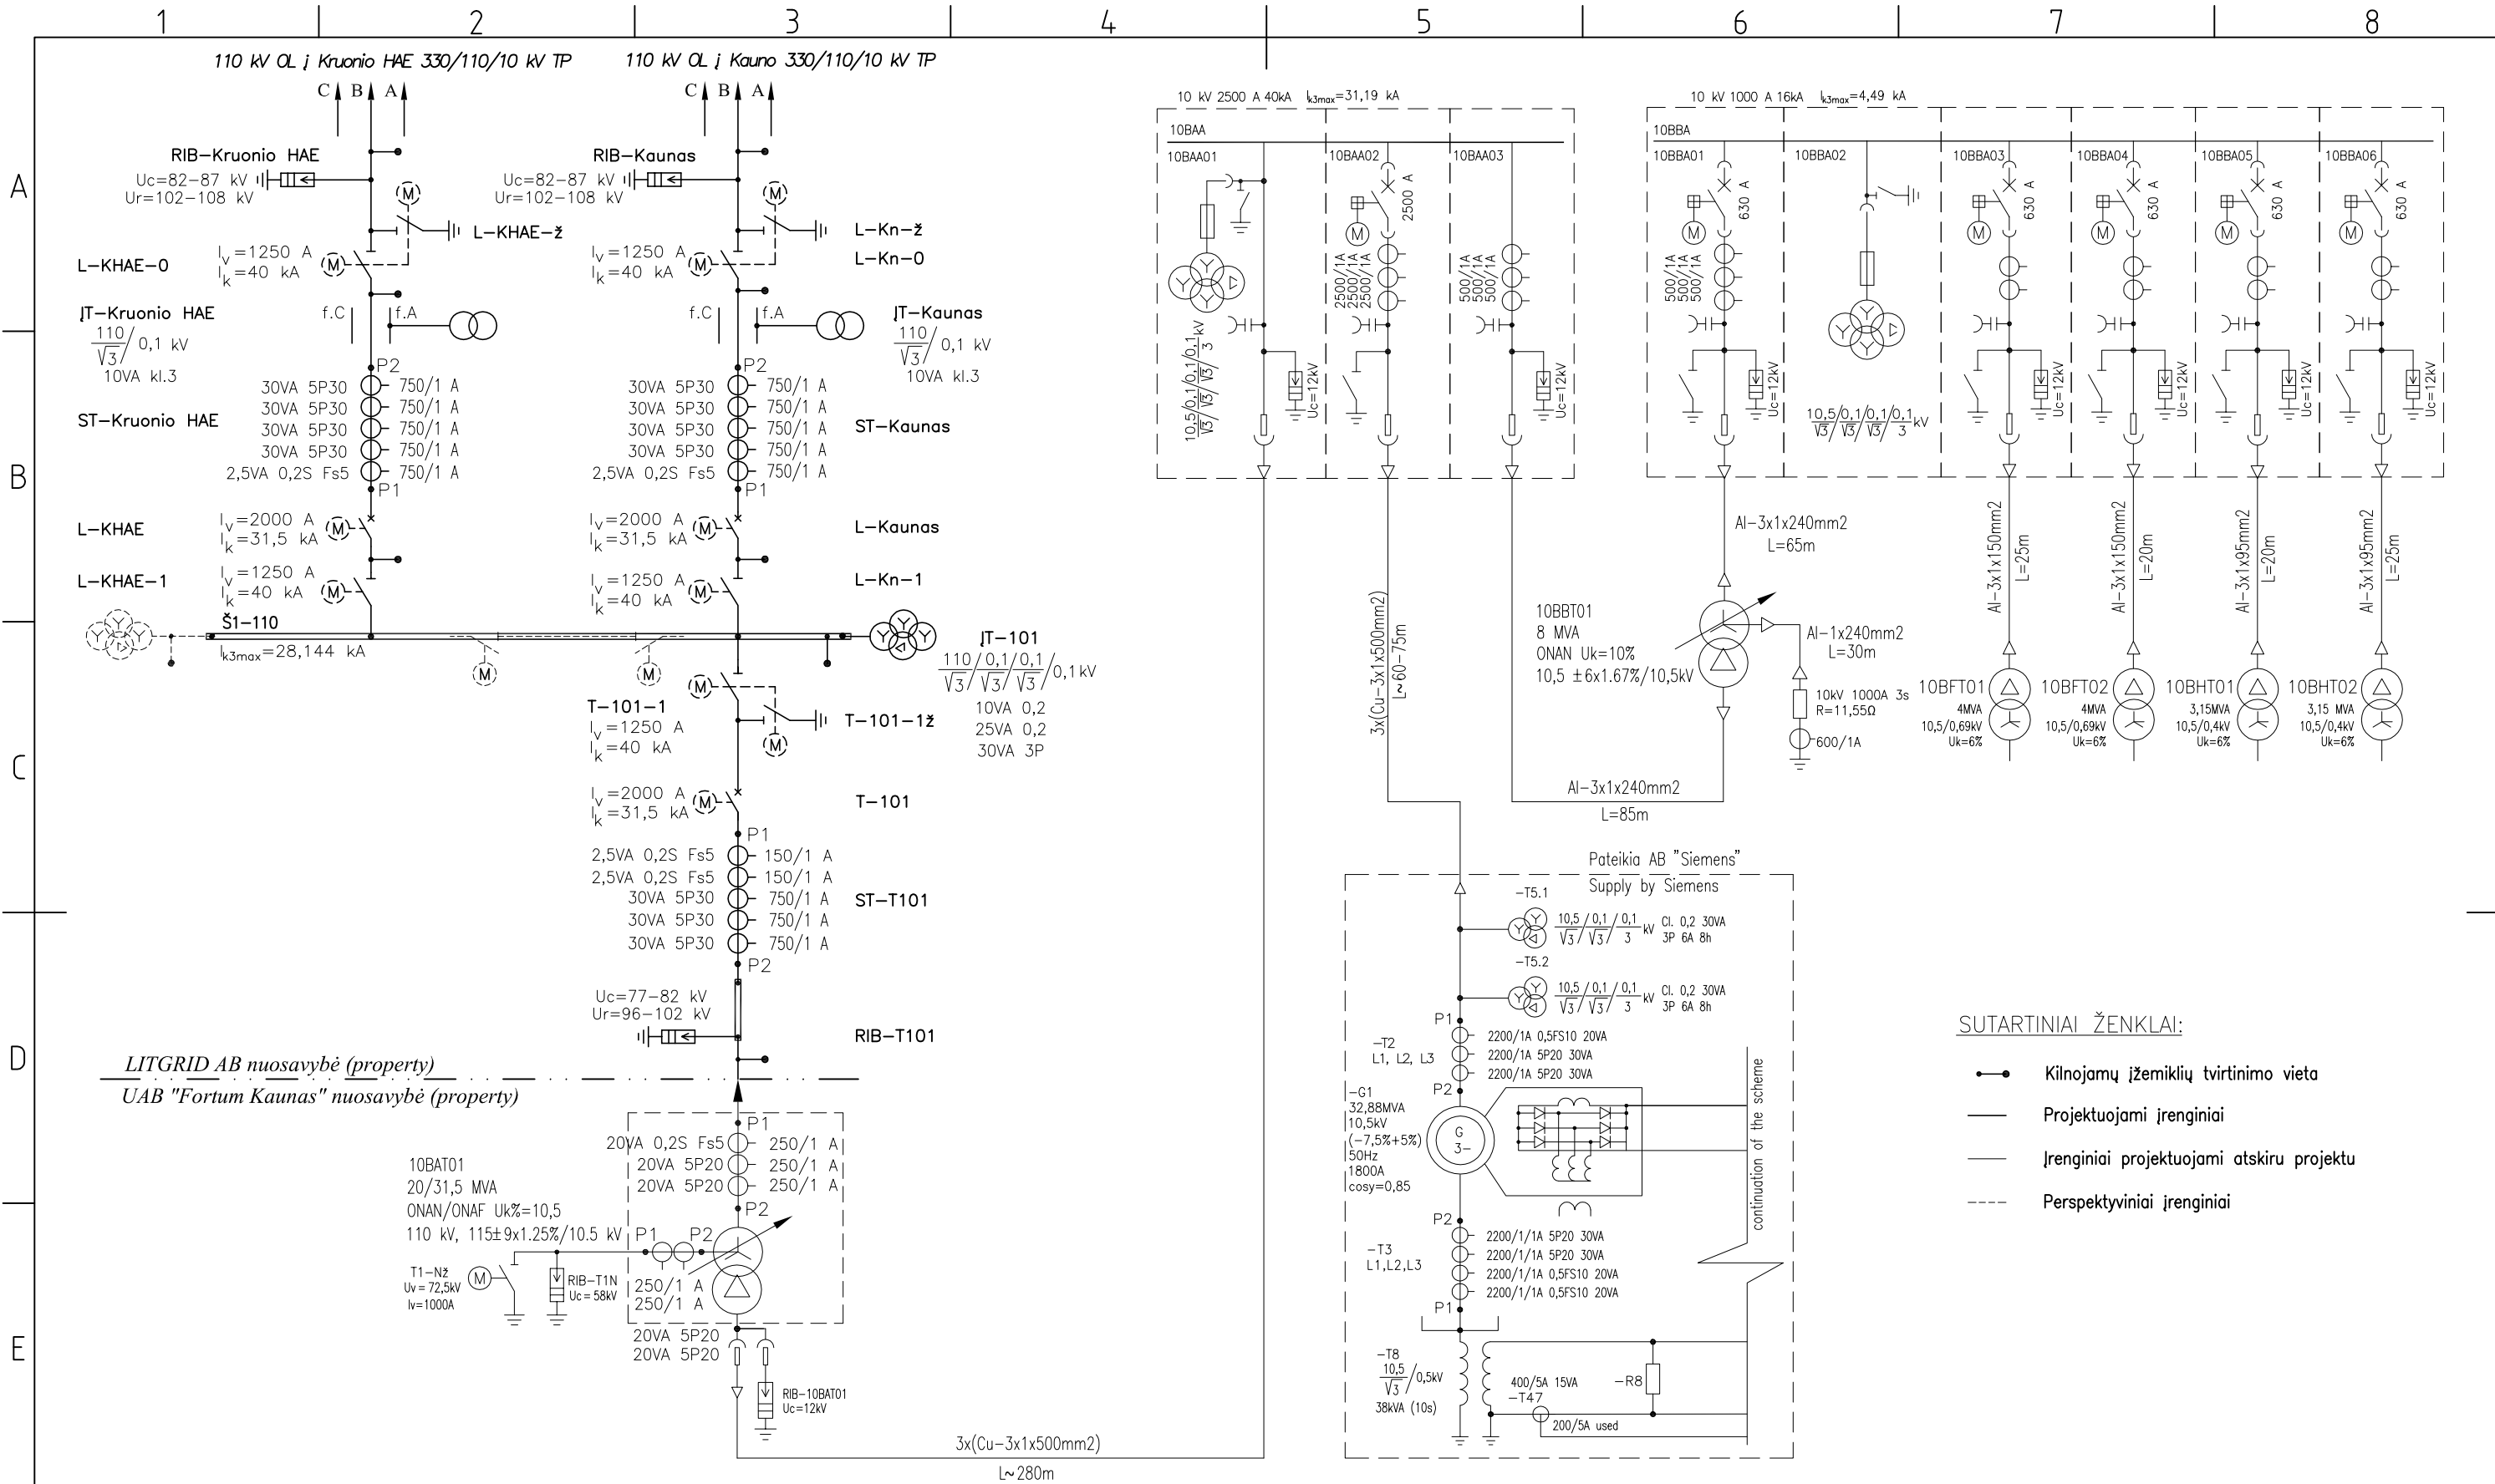 1 2 3 4 5 6 7 8
A
B
C
D
E
110 kV OL į Kruonio HAE 330/110/10 kV TP
110 kV OL į Kauno 330/110/10 kV TP
C B A
C B A
RIB-Kruonio HAE
Uc=82-87 kV
Ur=102-108 kV
M
L-KHAE-ž
L-KHAE-0
Iv=1250 A
Ik=40 kA
M
ĮT-Kruonio HAE
110/√3/0,1 kV
10VA kl.3
f.C
f.A
P2
30VA 5P30 750/1 A
30VA 5P30 750/1 A
30VA 5P30 750/1 A
30VA 5P30 750/1 A
2,5VA 0,2S Fs5 750/1 A
P1
ST-Kruonio HAE
L-KHAE
Iv=2000 A
Ik=31,5 kA
M
L-KHAE-1
Iv=1250 A
Ik=40 kA
M
RIB-Kaunas
Uc=82-87 kV
Ur=102-108 kV
M
L-Kn-ž
L-Kn-0
Iv=1250 A
Ik=40 kA
M
f.C
f.A
ĮT-Kaunas
110/√3/0,1 kV
10VA kl.3
P2
30VA 5P30 750/1 A
30VA 5P30 750/1 A
30VA 5P30 750/1 A
30VA 5P30 750/1 A
2,5VA 0,2S Fs5 750/1 A
P1
ST-Kaunas
Iv=2000 A
Ik=31,5 kA
M
L-Kaunas
Iv=1250 A
Ik=40 kA
M
L-Kn-1
Š1-110
Ik3max=28,144 kA
M
M
ĮT-101
110/√3/0,1/√3/0,1/√3/0,1kV
10VA 0,2
25VA 0,2
30VA 3P
M
T-101-1
Iv=1250 A
Ik=40 kA
T-101-1ž
M
Iv=2000 A
Ik=31,5 kA
M
T-101
P1
2,5VA 0,2S Fs5 150/1 A
2,5VA 0,2S Fs5 150/1 A
30VA 5P30 750/1 A
30VA 5P30 750/1 A
30VA 5P30 750/1 A
ST-T101
P2
Uc=77-82 kV
Ur=96-102 kV
RIB-T101
LITGRID AB nuosavybė (property)
UAB "Fortum Kaunas" nuosavybė (property)
P1
20VA 0,2S Fs5 250/1 A
20VA 5P20 250/1 A
20VA 5P20 250/1 A
P2
10BAT01
20/31,5 MVA
ONAN/ONAF Uk%=10,5
110 kV, 115±9x1.25%/10.5 kV
P1 P2
T1-Nž
Uv = 72,5kV
Iv=1000A
M
RIB-T1N
Uc = 58kV
250/1 A
250/1 A
20VA 5P20
20VA 5P20
RIB-10BAT01
Uc=12kV
3x(Cu-3x1x500mm2)
L~280m
10 kV 2500 A 40kA Ik3max=31,19 kA
10BAA
10BAA01
10BAA02
10BAA03
10,5/√3/0,1/√3/0,1/√3/0,1/3 kV
Uc=12kV
M
2500 A
2500/1A
2500/1A
2500/1A
500/1A
500/1A
500/1A
Uc=12kV
3x(Cu-3x1x500mm2)
L~60-75m
10 kV 1000 A 16kA Ik3max=4,49 kA
10BBA
10BBA01
10BBA02
10BBA03
10BBA04
10BBA05
10BBA06
630 A
M
500/1A
500/1A
500/1A
Uc=12kV
10,5/√3/0,1/√3/0,1/√3/0,1/3 kV
630 A
M
Uc=12kV
630 A
M
Uc=12kV
630 A
M
Uc=12kV
630 A
M
Uc=12kV
Al-3x1x240mm2
L=65m
Al-3x1x150mm2
L=25m
Al-3x1x150mm2
L=20m
Al-3x1x95mm2
L=20m
Al-3x1x95mm2
L=25m
10BBT01
8 MVA
ONAN Uk=10%
10,5 ±6x1.67%/10,5kV
Al-1x240mm2
L=30m
10kV 1000A 3s
R=11,55Ω
600/1A
Al-3x1x240mm2
L=85m
10BFT01
4MVA
10,5/0,69kV
Uk=6%
10BFT02
4MVA
10,5/0,69kV
Uk=6%
10BHT01
3,15MVA
10,5/0,4kV
Uk=6%
10BHT02
3,15 MVA
10,5/0,4kV
Uk=6%
Pateikia AB "Siemens"
Supply by Siemens
-T5.1
10,5/√3/0,1/√3/0,1/3 kV Cl. 0,2 30VA
3P 6A 8h
-T5.2
10,5/√3/0,1/√3/0,1/3 kV Cl. 0,2 30VA
3P 6A 8h
P1
-T2
L1, L2, L3
2200/1A 0,5FS10 20VA
2200/1A 5P20 30VA
2200/1A 5P20 30VA
P2
-G1
32,88MVA
10,5kV
(-7,5%+5%)
50Hz
1800A
cosy=0,85
G
3-
continuation of the scheme
P2
-T3
L1,L2,L3
2200/1/1A 5P20 30VA
2200/1/1A 5P20 30VA
2200/1/1A 0,5FS10 20VA
2200/1/1A 0,5FS10 20VA
P1
-T8
10,5/√3/0,5kV
38kVA (10s)
400/5A 15VA
-T47
200/5A used
-R8
SUTARTINIAI ŽENKLAI:
Kilnojamų įžemiklių tvirtinimo vieta
Projektuojami įrenginiai
Įrenginiai projektuojami atskiru projektu
Perspektyviniai įrenginiai